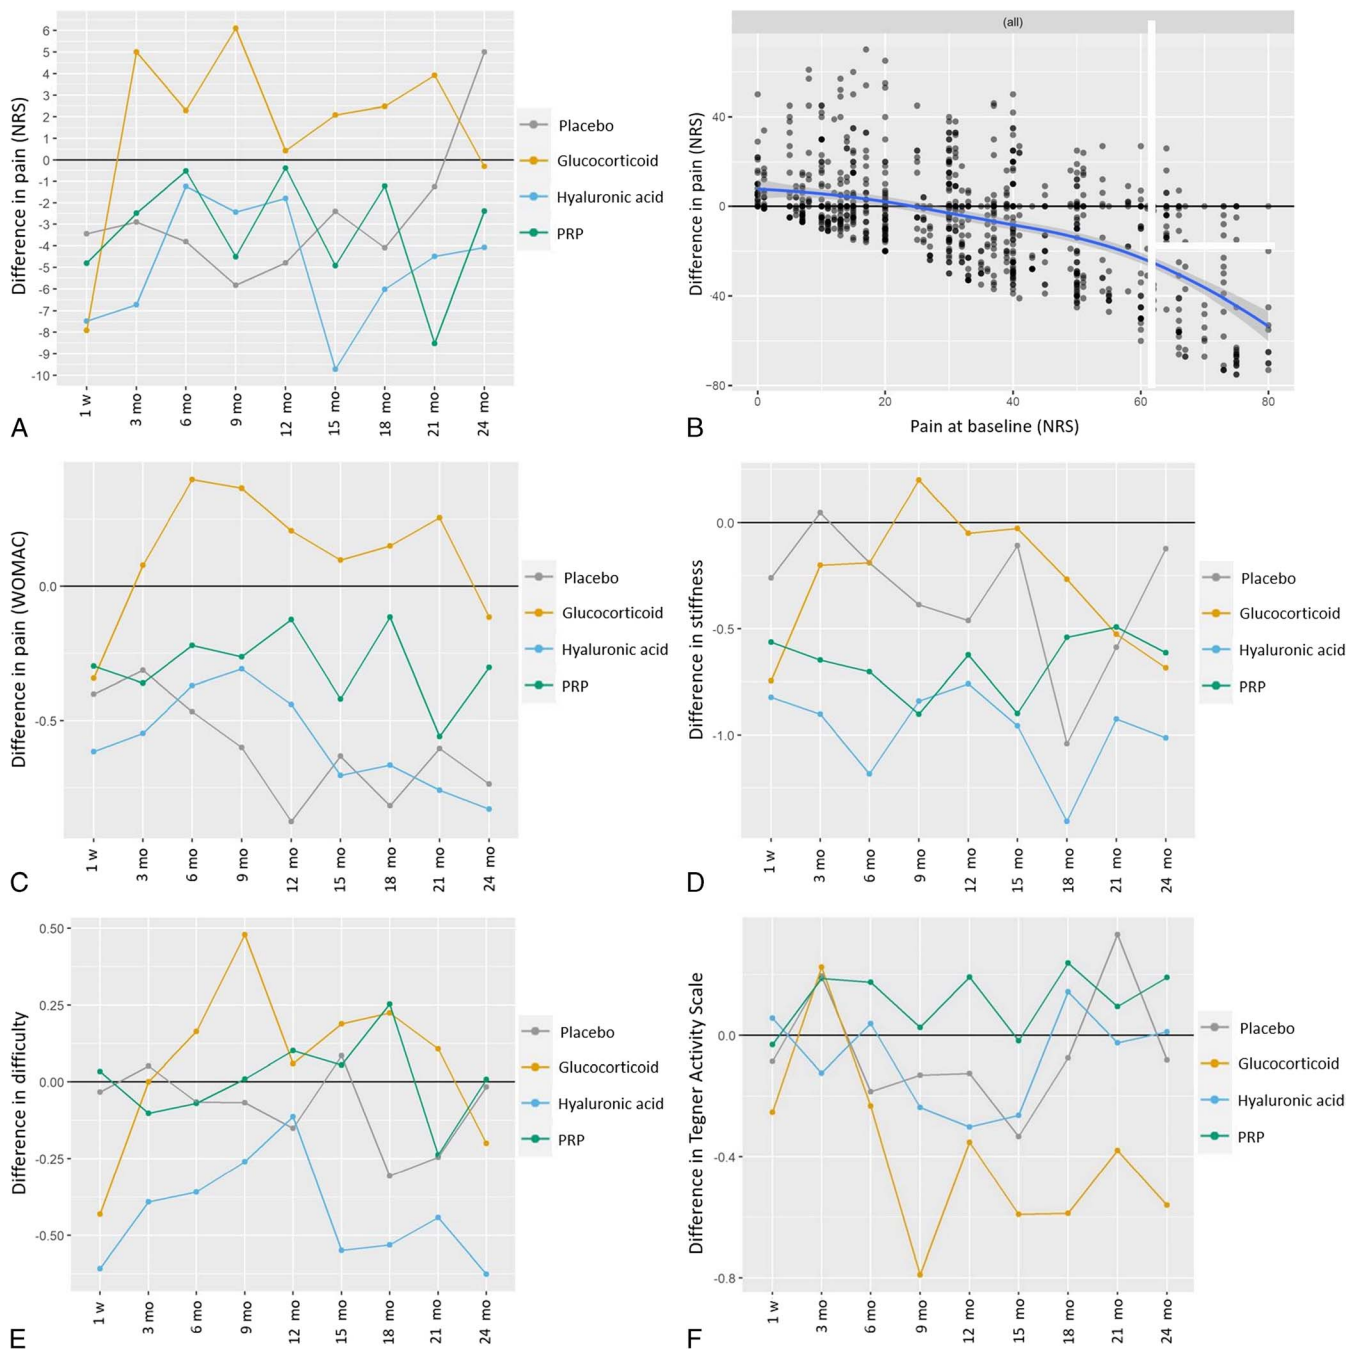 Difference in pain (NRS)
6
5
4
3
2
1
0
-1
-2
-3
-4
-5
-6
-7
-8
-9
-10
1 w
3 mo
6 mo
9 mo
12 mo
15 mo
18 mo
21 mo
24 mo
Placebo
Glucocorticoid
Hyaluronic acid
PRP
A
(all)
Difference in pain (NRS)
40
0
-40
-80
0
20
40
60
80
Pain at baseline (NRS)
B
Difference in pain (WOMAC)
0.0
-0.5
1 w
3 mo
6 mo
9 mo
12 mo
15 mo
18 mo
21 mo
24 mo
Placebo
Glucocorticoid
Hyaluronic acid
PRP
C
Difference in stiffness
0.0
-0.5
-1.0
1 w
3 mo
6 mo
9 mo
12 mo
15 mo
18 mo
21 mo
24 mo
Placebo
Glucocorticoid
Hyaluronic acid
PRP
D
Difference in difficulty
0.50
0.25
0.00
-0.25
-0.50
1 w
3 mo
6 mo
9 mo
12 mo
15 mo
18 mo
21 mo
24 mo
Placebo
Glucocorticoid
Hyaluronic acid
PRP
E
Difference in Tegner Activity Scale
0.0
-0.4
-0.8
1 w
3 mo
6 mo
9 mo
12 mo
15 mo
18 mo
21 mo
24 mo
Placebo
Glucocorticoid
Hyaluronic acid
PRP
F